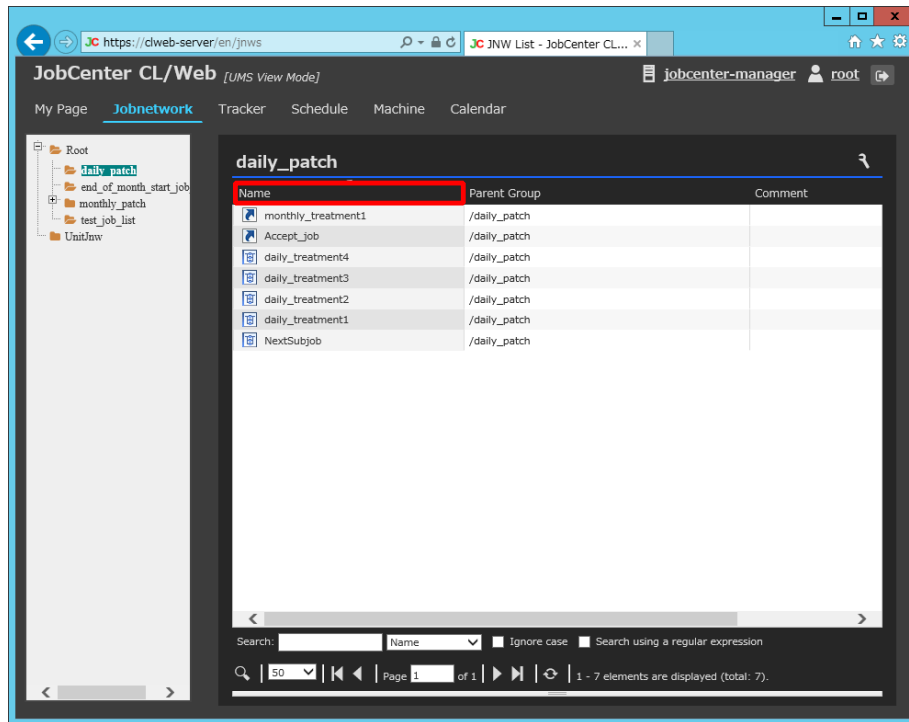 JC https://clweb-server/en/jnws
JC JNW List - JobCenter CL...
JobCenter CL/Web [UMS View Mode]
jobcenter-manager root
My Page Jobnetwork Tracker Schedule Machine Calendar
Root
daily_patch
end_of_month_start_job
monthly_patch
test_job_list
UnitJnw
daily_patch
Name Parent Group Comment
monthly_treatment1 /daily_patch
Accept_job /daily_patch
daily_treatment4 /daily_patch
daily_treatment3 /daily_patch
daily_treatment2 /daily_patch
daily_treatment1 /daily_patch
NextSubjob /daily_patch
Search: Name Ignore case Search using a regular expression
50 Page 1 of 1 1 - 7 elements are displayed (total: 7).